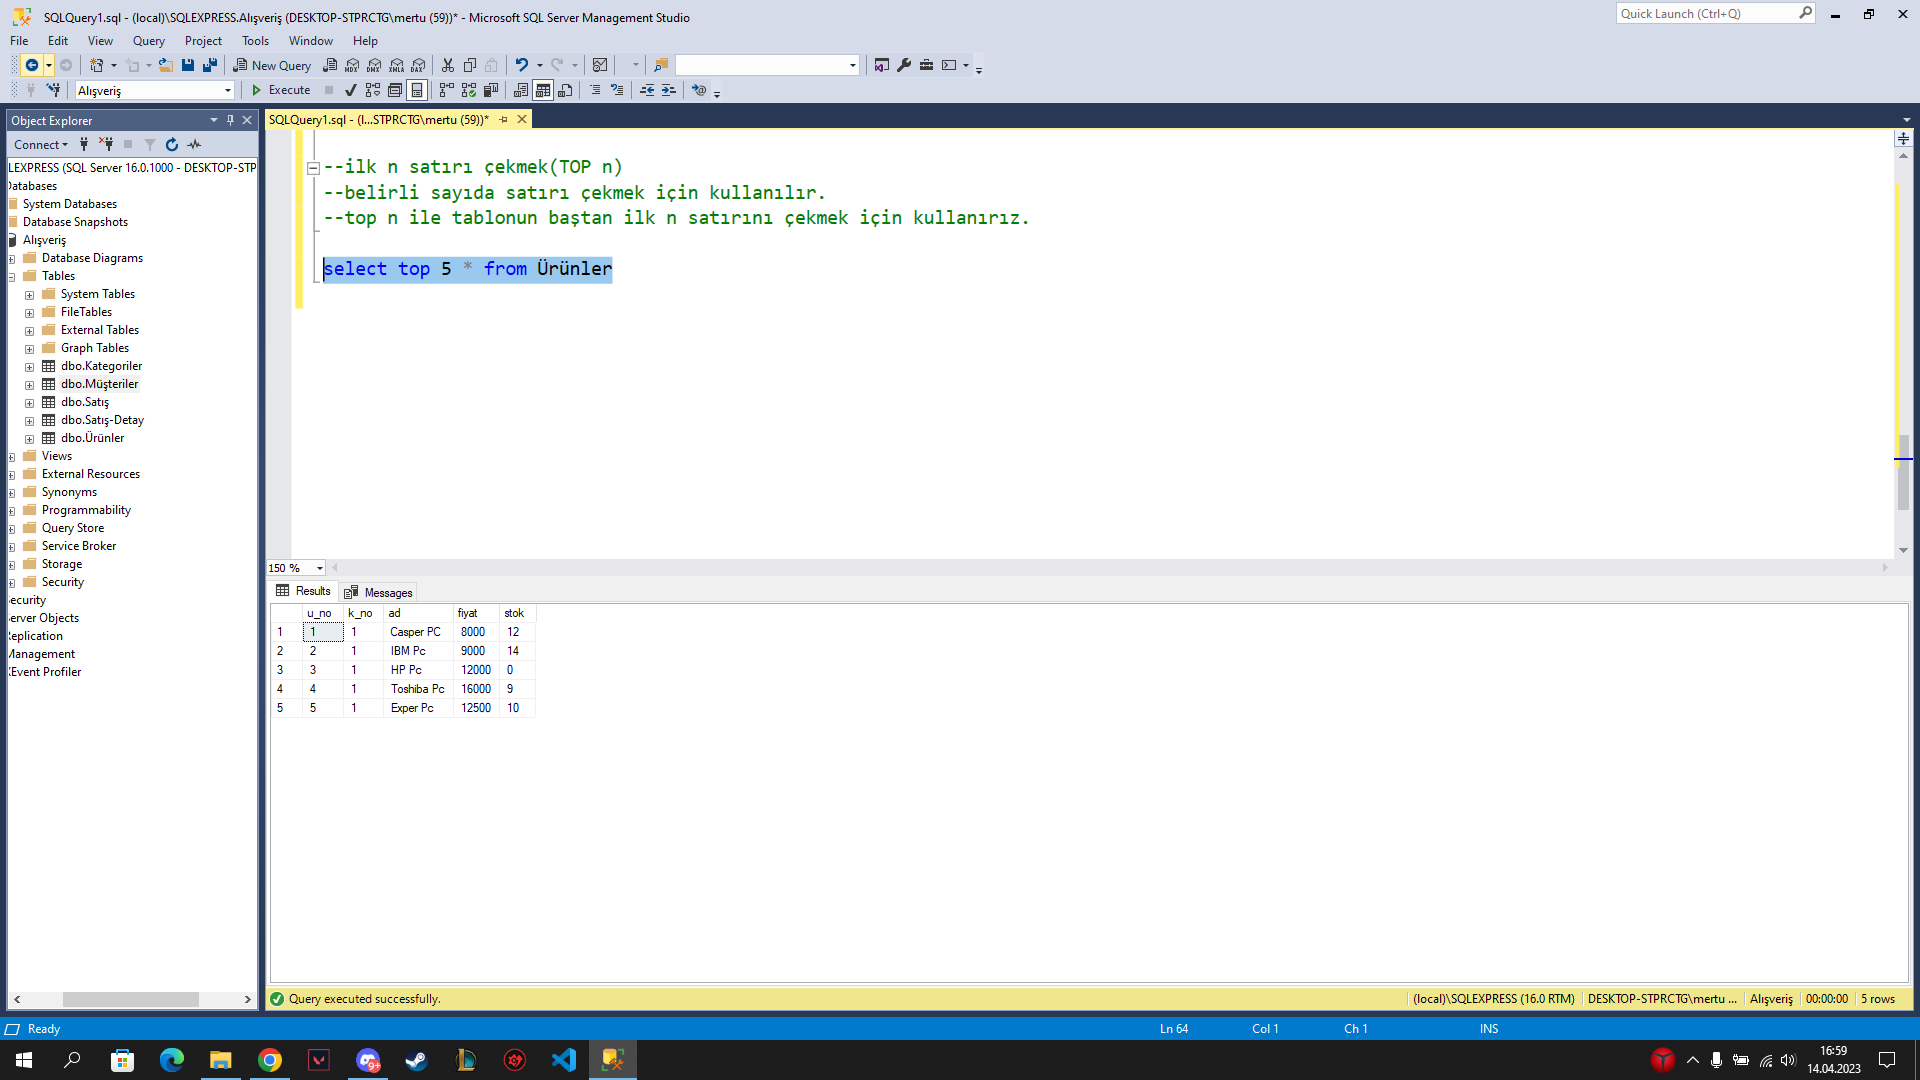 SQLQuery1.sql - (local)\SQLEXPRESS.Alışveriş (DESKTOP-STPRCTG\mertu (59))* - Microsoft SQL Server Management Studio
Quick Launch (Ctrl+Q)
File Edit View Query Project Tools Window Help
New Query
Alışveriş
Execute
Object Explorer
Connect
LEXPRESS (SQL Server 16.0.1000 - DESKTOP-STP
Databases
System Databases
Database Snapshots
Alışveriş
Database Diagrams
Tables
System Tables
FileTables
External Tables
Graph Tables
dbo.Kategoriler
dbo.Müşteriler
dbo.Satış
dbo.Satış-Detay
dbo.Ürünler
Views
External Resources
Synonyms
Programmability
Query Store
Service Broker
Storage
Security
ecurity
erver Objects
Replication
Management
XEvent Profiler
SQLQuery1.sql - (l...STPRCTG\mertu (59))*
--ilk n satırı çekmek(TOP n)
--belirli sayıda satırı çekmek için kullanılır.
--top n ile tablonun baştan ilk n satırını çekmek için kullanırız.
select top 5 * from Ürünler
150 %
Results Messages
u_no k_no ad fiyat stok
1 1 1 Casper PC 8000 12
2 2 1 IBM Pc 9000 14
3 3 1 HP Pc 12000 0
4 4 1 Toshiba Pc 16000 9
5 5 1 Exper Pc 12500 10
Query executed successfully.
(local)\SQLEXPRESS (16.0 RTM) DESKTOP-STPRCTG\mertu ... Alışveriş 00:00:00 5 rows
Ready
Ln 64 Col 1 Ch 1 INS
9+
16:59
14.04.2023